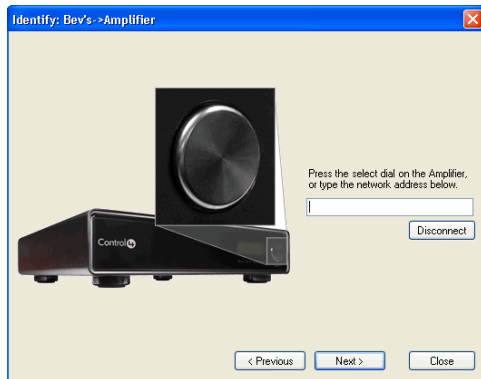 Identify: Bev's->Amplifier
Press the select dial on the Amplifier,
or type the network address below.
Disconnect
Control4
< Previous
Next >
Close